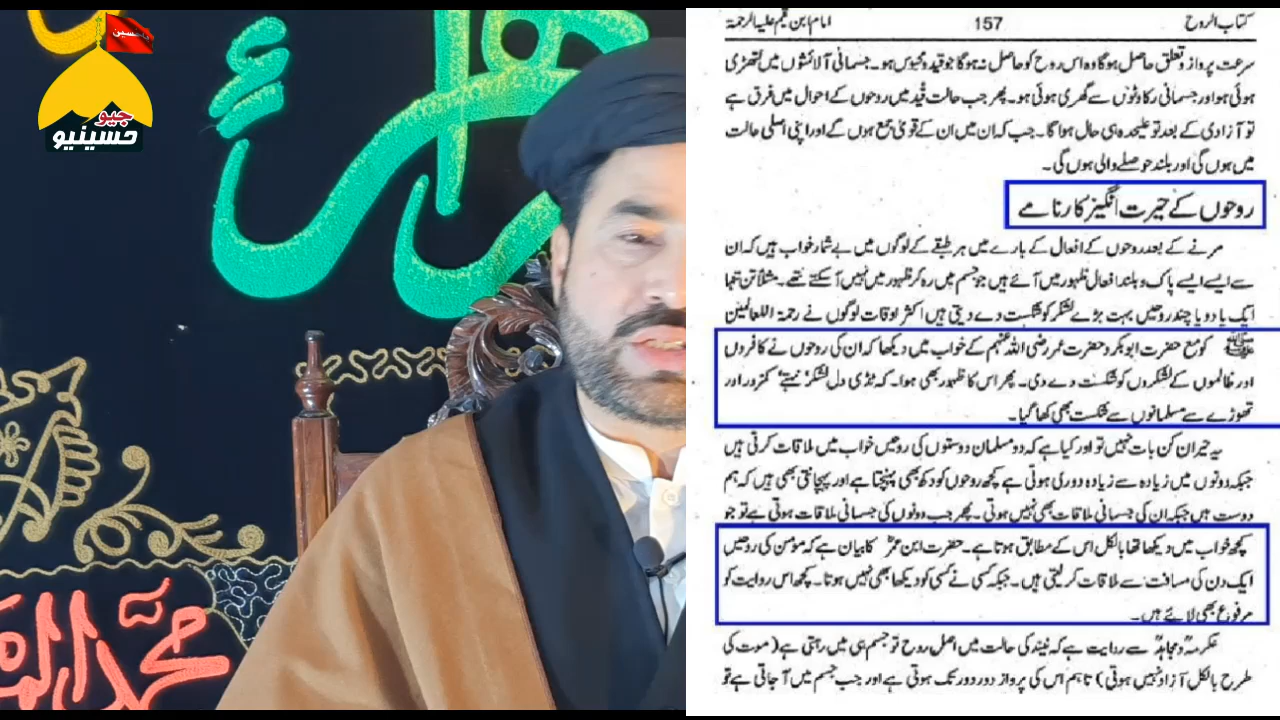 حسین
جیو
حسینیو
کتاب الروح 157 امام ابن قیم علیہ الرحمۃ
سرعت پرواز و تعلق حاصل ہوگا وہ اس روح کو حاصل نہ ہوگا جو قید و محبوس ہو۔ جسمانی آلائشوں میں لتھڑی
ہوئی ہو اور جسمانی رکاوٹوں سے گھری ہوئی ہو۔ پھر جب حالت قید میں روحوں کے احوال میں فرق ہے
تو آزادی کے بعد تو علیحدہ ہی حال ہوگا۔ جب کہ ان میں ان کے قویٰ جمع ہوں گے اور اپنی اصلی حالت
میں ہوں گی اور بلند حوصلے والی ہوں گی۔
روحوں کے حیرت انگیز کارنامے
مرنے کے بعد روحوں کے افعال کے بارے میں ہر طبقے کے لوگوں میں بے شمار خواب ہیں کہ ان
سے ایسے ایسے پاک و بلند افعال ظہور میں آئے ہیں جو جسم میں رہ کر ظہور میں نہیں آ سکتے تھے۔ مثلاً تن تنہا
ایک یا دو یا چند روحیں بہت بڑے لشکر کو شکست دے دیتی ہیں اکثر اوقات لوگوں نے رحمۃ اللعالمین
ﷺ کو مع حضرت ابوبکر و حضرت عمر رضی اللہ عنہم کے خواب میں دیکھا کہ ان کی روحوں نے کافروں
اور ظالموں کے لشکروں کو شکست دے دی۔ پھر اس کا ظہور بھی ہوا۔ کہ ٹڈی دل لشکر نہتے کمزور اور
تھوڑے سے مسلمانوں سے شکست بھی کھا گیا۔
یہ حیران کن بات نہیں تو اور کیا ہے کہ دو مسلمان دوستوں کی روحیں خواب میں ملاقات کرتی ہیں
جبکہ دونوں میں زیادہ سے زیادہ دوری ہوتی ہے کچھ روحوں کو دکھ بھی پہنچتا ہے اور پہچانتی بھی ہیں کہ ہم
دوست ہیں جبکہ ان کی جسمانی ملاقات بھی نہیں ہوتی۔ پھر جب دونوں کی جسمانی ملاقات ہوتی ہے تو جو
کچھ خواب میں دیکھا تھا بالکل اس کے مطابق ہوتا ہے۔ حضرت ابن عمرؓ کا بیان ہے کہ مومن کی روحیں
ایک دن کی مسافت سے ملاقات کر لیتی ہیں۔ جبکہ کسی نے کسی کو دیکھا بھی نہیں ہوتا۔ کچھ اس روایت کو
مرفوع بھی لائے ہیں۔
عکرمہؒ و مجاہدؒ سے روایت ہے کہ نیند کی حالت میں اصل روح تو جسم ہی میں رہتی ہے (موت کی
طرح بالکل آزاد نہیں ہوتی) تاہم اس کی پرواز دور دور تک ہوتی ہے اور جب جسم میں آ جاتی ہے تو
محمد